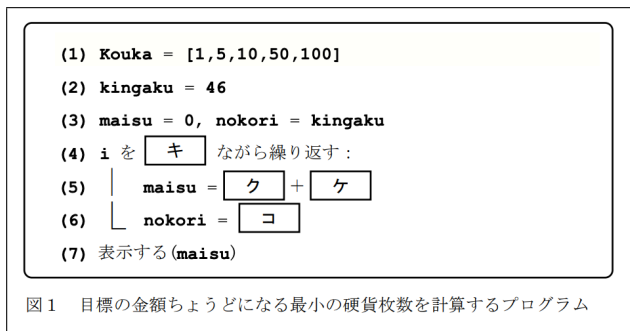 (1) Kouka = [1,5,10,50,100]
(2) kingaku = 46
(3) maisu = 0, nokori = kingaku
(4) i を キ ながら繰り返す：
(5) maisu = ク ＋ ケ
(6) nokori = コ
(7) 表示する(maisu)
図１　目標の金額ちょうどになる最小の硬貨枚数を計算するプログラム